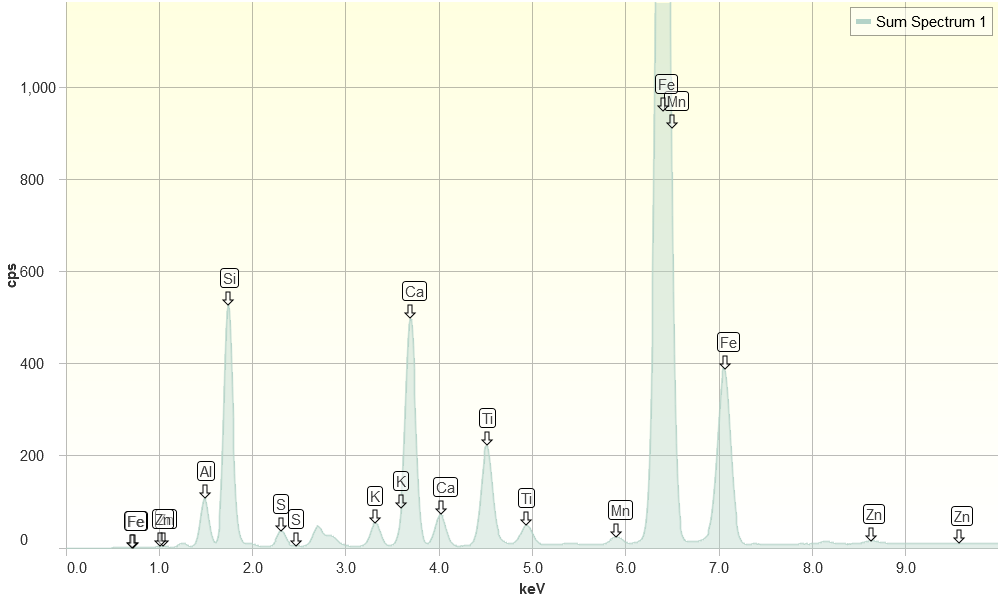 Sum Spectrum 1
1,000
800
600
400
200
0
cps
Fe
Mn
Si
Ca
Fe
Ti
Al
K
Ca
K
Ti
S
S
Fe
Zn
Mn
Zn
Zn
0.0 1.0 2.0 3.0 4.0 5.0 6.0 7.0 8.0 9.0
keV